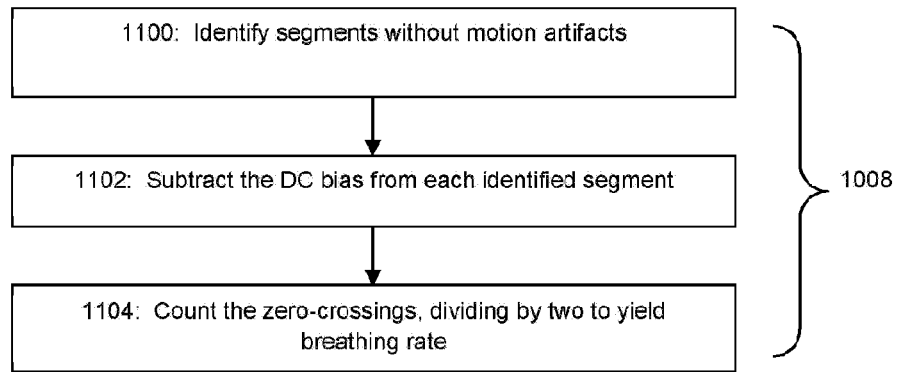 1100: Identify segments without motion artifacts
1102: Subtract the DC bias from each identified segment
1008
1104: Count the zero-crossings, dividing by two to yield
breathing rate